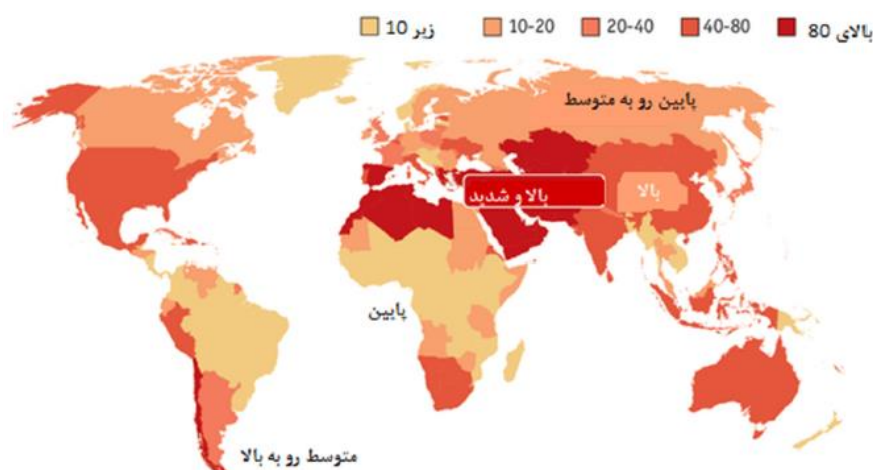 زیر 10
10-20
20-40
40-80
بالای 80
پایین رو به متوسط
بالا و شدید
بالا
پایین
متوسط رو به بالا